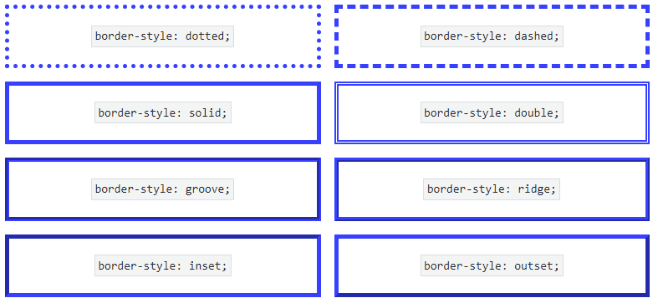 border-style: dotted;
border-style: dashed;
border-style: solid;
border-style: double;
border-style: groove;
border-style: ridge;
border-style: inset;
border-style: outset;